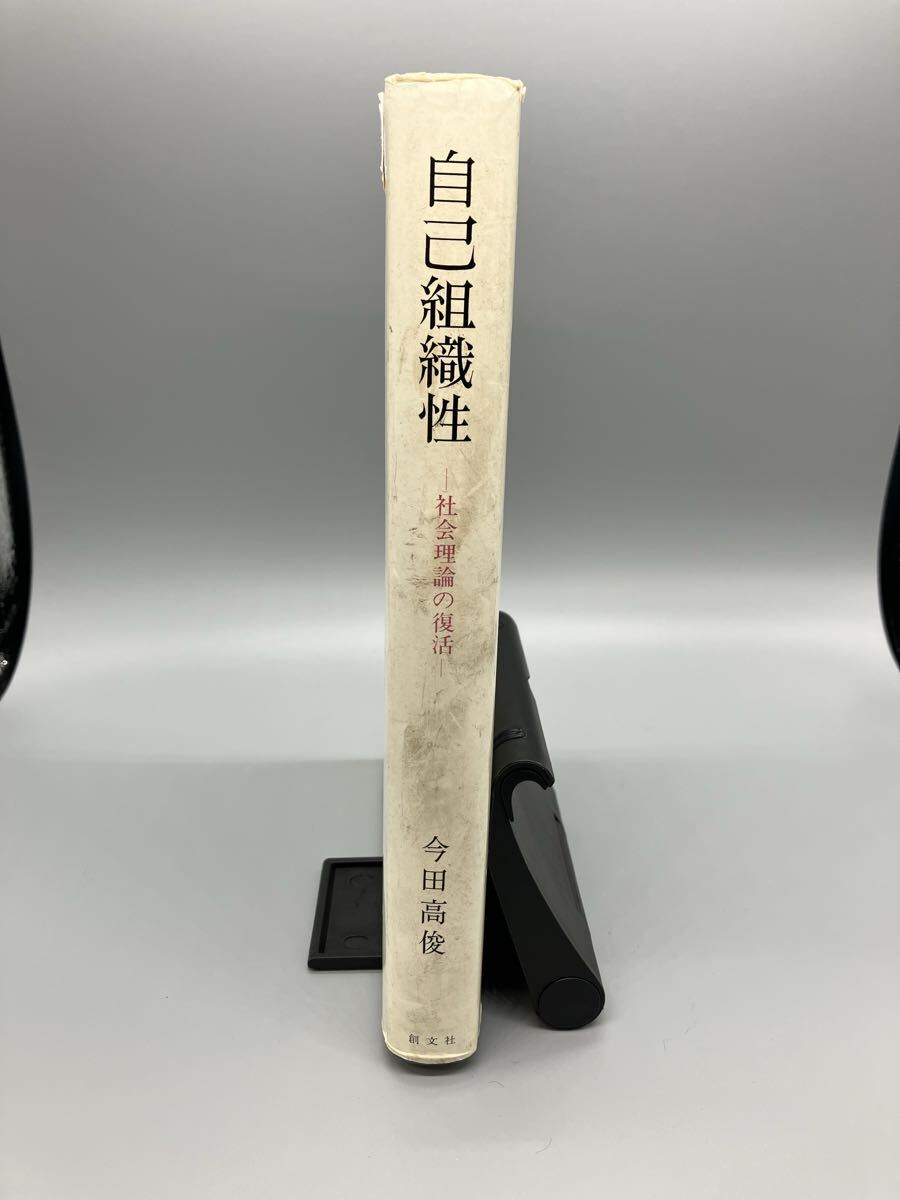 自己組織性
―社会理論の復活―
今田高俊
創文社